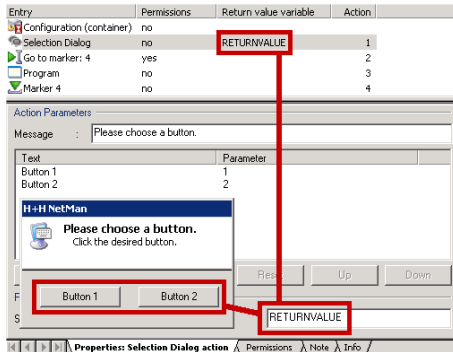 Entry Permissions Return value variable Action
Configuration (container) no
Selection Dialog no RETURNVALUE 1
Go to marker: 4 yes 2
Program no 3
Marker 4 no 4
Action Parameters
Message : Please choose a button.
Text Parameter
Button 1 1
Button 2 2
H+H NetMan
Please choose a button.
Click the desired button.
Up Down
Button 1 Button 2
RETURNVALUE
Properties: Selection Dialog action Permissions Note Info